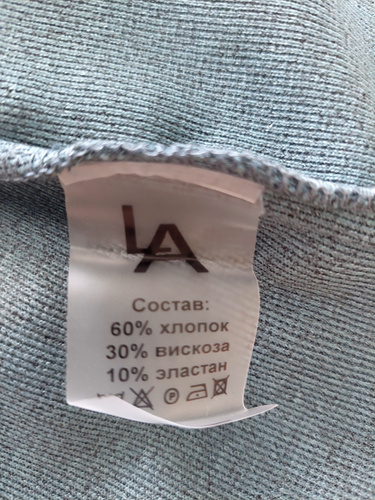 LA
Состав:
60% хлопок
30% вискоза
10% эластан